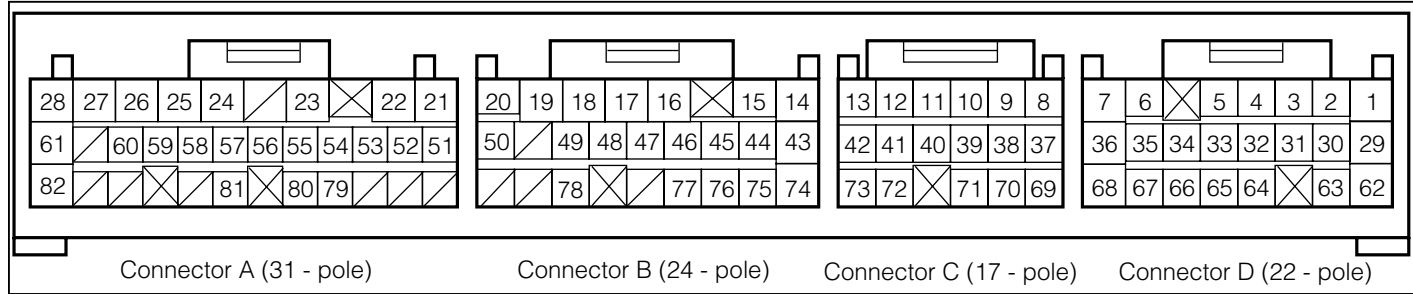 28 27 26 25 24 23 22 21 20 19 18 17 16 15 14 13 12 11 10 9 8 7 6 5 4 3 2 1
61 60 59 58 57 56 55 54 53 52 51 50 49 48 47 46 45 44 43 42 41 40 39 38 37 36 35 34 33 32 31 30 29
82 81 80 79 78 77 76 75 74 73 72 71 70 69 68 67 66 65 64 63 62
Connector A (31 - pole) Connector B (24 - pole) Connector C (17 - pole) Connector D (22 - pole)